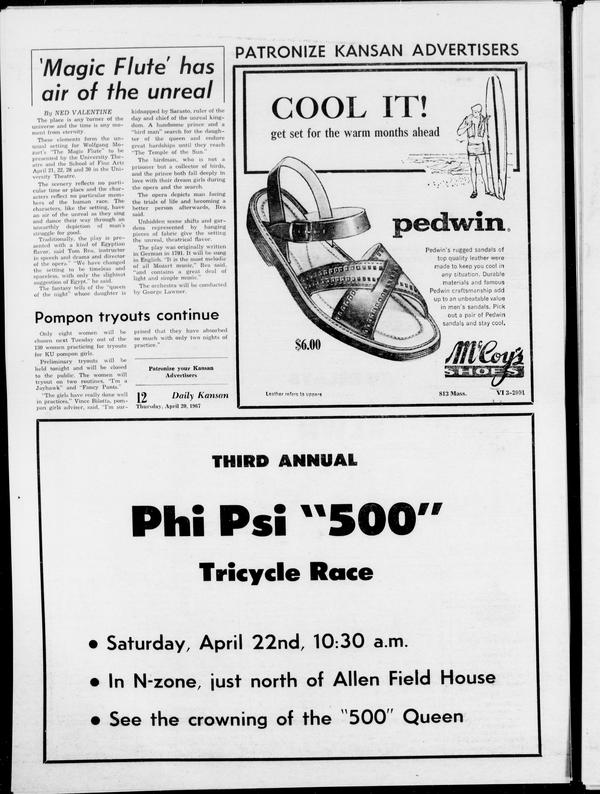 'Magic Flute' has
air of the unreal
By NED VALENTINE
The place is any corner of the
universe and the time is any mo-
ment from eternity.
These elements form the un-
usual setting for Wolfgang Mo-
zart's "The Magic Flute" to be
presented by the University The-
atre and the School of Fine Arts
April 21, 22, 28 and 29 in the Uni-
versity Theatre.
The scenery reflects no parti-
cular time or place and the char-
acters reflect no particular mem-
bers of the human race. The
characters, like the setting, have
an air of the unreal as they sing
and dance their way through an
unearthly depiction of man's
struggle for good.
Traditionally, the play is pre-
sented with a kind of Egyptian
flavor, said Tom Rea, instructor
in speech and drama and director
of the opera." "We have changed
the setting to be timeless and
spaceless, with only the slightest
suggestion of Egypt," he said.
The fantasy tells of the "queen
of the night" whose daughter is
kidnapped by Sarasto, ruler of the
day and chief of the unreal king-
dom. A handsome prince and a
"bird man" search for the daugh-
ter of the queen and endure
great hardships until they reach
"The Temple of the Sun."
The birdman, who is not a
prisoner but a collector of birds,
and the prince both fall deeply in
love with their dream girls during
the opera and the search.
The opera depicts man facing
the trials of life and becoming a
better person afterwards, Rea
said.
Unhidden scene shifts and gar-
dens represented by hanging
pieces of fabric give the setting
the unreal, theatrical flavor.
The play was originally written
in German in 1791. It will be sung
in English. "It is the most melodic
of all Mozart music," Rea said,
"and contains a great deal of
light and simple music."
The orchestra will be conducted
by George Lawner.
Pompon tryouts continue
Only eight women will be
chosen next Tuesday out of the
130 women practicing for tryouts
for KU pompon girls.
Preliminary tryouts will be
held tonight and will be closed
to the public. The women will
tryout on two routines, "I'm a
Jayhawk" and "Fancy Pants."
"The girls have really done well
in practices," Vince Bilotta, pom-
pon girls adviser, said, "I'm sur-
prised that they have absorbed
so much with only two nights of
practice."
Patronize your Kansan
Advertisers
12 Daily Kansan
Thursday, April 20, 1967
PATRONIZE KANSAN ADVERTISERS
COOL IT!
get set for the warm months ahead
pedwin.
Pedwin's rugged sandals of
top quality leather were
made to keep you cool in
any situation. Durable
materials and famous
Pedwin craftsmanship add
up to an unbeatable value
in men's sandals. Pick
out a pair of Pedwin
sandals and stay cool.
$6.00
McCoy's
SHOES
Leather refers to uppers
813 Mass. VI 3-2091
THIRD ANNUAL
Phi Psi "500"
Tricycle Race
• Saturday, April 22nd, 10:30 a.m.
• In N-zone, just north of Allen Field House
• See the crowning of the "500" Queen